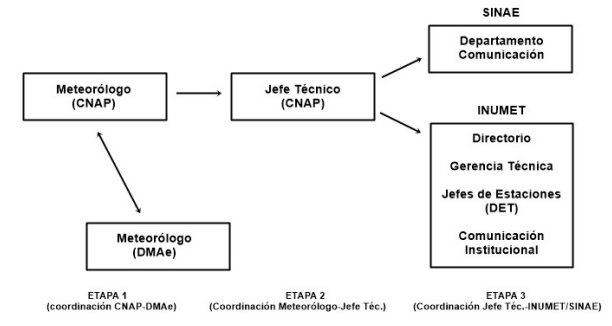 SINAE
Departamento
Comunicación
Meteorólogo
(CNAP)
Jefe Técnico
(CNAP)
INUMET
Directorio
Gerencia Técnica
Jefes de Estaciones
(DET)
Comunicación
Institucional
Meteorólogo
(DMAe)
ETAPA 1
(coordinación CNAP-DMAe)
ETAPA 2
(Coordinación Meteorólogo-Jefe Téc.)
ETAPA 3
(Coordinación Jefe Téc.-INUMET/SINAE)